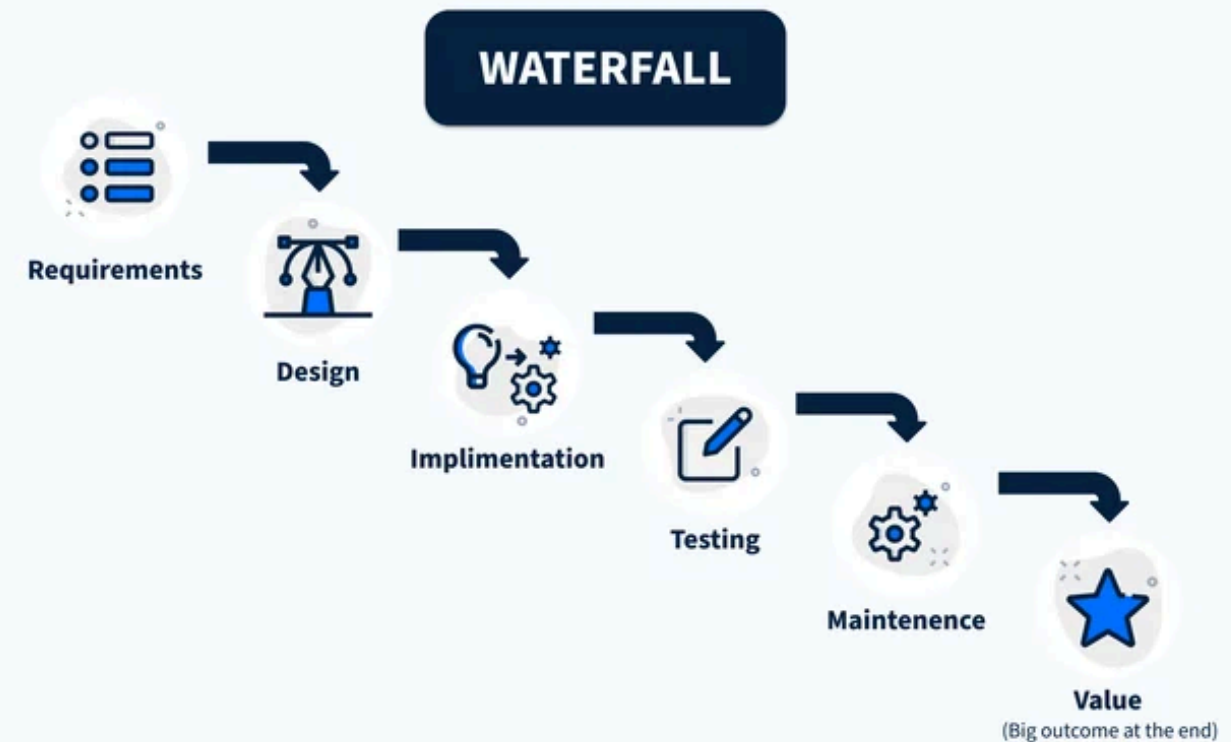 WATERFALL
Requirements
Design
Implimentation
Testing
Maintenence
Value
(Big outcome at the end)